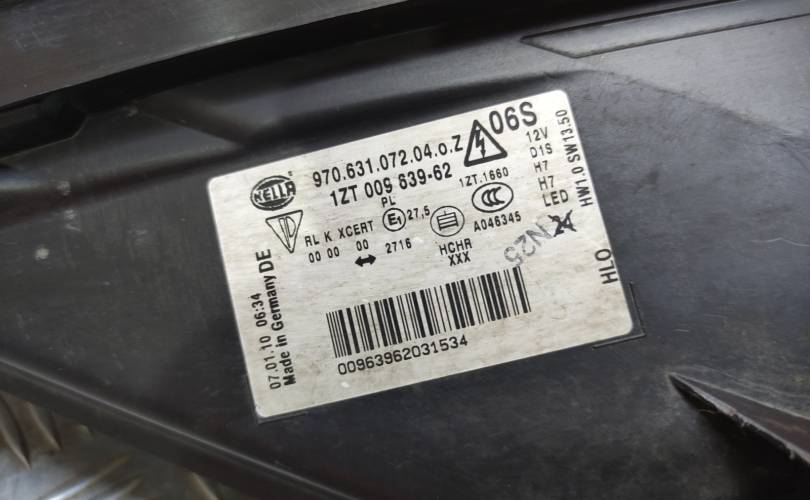 HELLA
970.631.072.04.o.Z
06S
1ZT 009 639-62
12V
D1S
H7
H7
LED
HW1.0 SW13.50
PL
E1
27,5
1ZT.1660
CCC
A046345
RL K XCERT
00 00 00
2716
HCHR
XXX
N25
HLO
07.01.10 06:34
Made in Germany DE
00963962031534